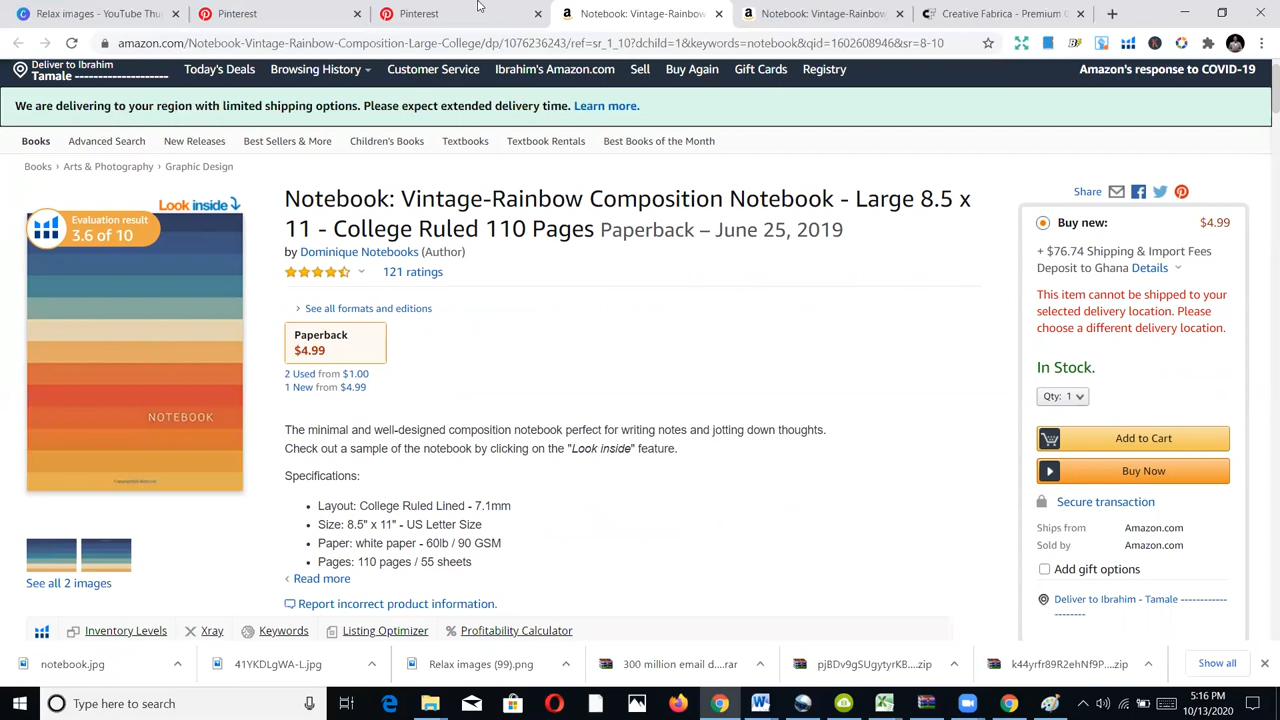 Relax images - YouTube Thu
Pinterest
Pinterest
Notebook: Vintage-Rainbow
Notebook: Vintage-Rainbow
Creative Fabrica - Premium
amazon.com/Notebook-Vintage-Rainbow-Composition-Large-College/dp/1076236243/ref=sr_1_10?dchild=1&keywords=notebook&qid=1602608946&sr=8-10
Deliver to Ibrahim
Tamale --------------------
Today's Deals
Browsing History
Customer Service
Ibrahim's Amazon.com
Sell
Buy Again
Gift Cards
Registry
Amazon's response to COVID-19
We are delivering to your region with limited shipping options. Please expect extended delivery time. Learn more.
Books
Advanced Search
New Releases
Best Sellers & More
Children's Books
Textbooks
Textbook Rentals
Best Books of the Month
Books › Arts & Photography › Graphic Design
Look inside
Evaluation result
3.6 of 10
NOTEBOOK
See all 2 images
Notebook: Vintage-Rainbow Composition Notebook - Large 8.5 x
11 - College Ruled 110 Pages Paperback – June 25, 2019
by Dominique Notebooks (Author)
121 ratings
› See all formats and editions
Paperback
$4.99
2 Used from $1.00
1 New from $4.99
The minimal and well-designed composition notebook perfect for writing notes and jotting down thoughts.
Check out a sample of the notebook by clicking on the "Look inside" feature.
Specifications:
• Layout: College Ruled Lined - 7.1mm
• Size: 8.5" x 11" - US Letter Size
• Paper: white paper - 60lb / 90 GSM
• Pages: 110 pages / 55 sheets
‹ Read more
Report incorrect product information.
Share
Buy new:
$4.99
+ $76.74 Shipping & Import Fees
Deposit to Ghana Details
This item cannot be shipped to your
selected delivery location. Please
choose a different delivery location.
In Stock.
Qty: 1
Add to Cart
Buy Now
Secure transaction
Ships from Amazon.com
Sold by Amazon.com
Add gift options
Deliver to Ibrahim - Tamale ------------
--------
Inventory Levels
Xray
Keywords
Listing Optimizer
Profitability Calculator
notebook.jpg
41YKDLgWA-L.jpg
Relax images (99).png
300 million email d....rar
pjBDv9gSUgytyrKB....zip
k44yrfr89R2ehNf9P....zip
Show all
Type here to search
5:16 PM
10/13/2020